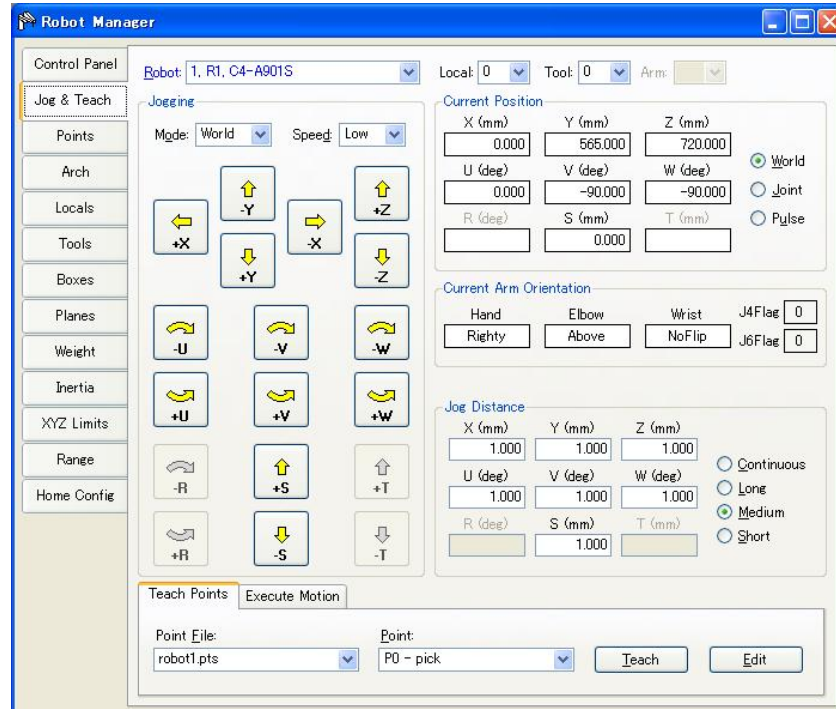 Robot Manager
Control Panel
Jog & Teach
Points
Arch
Locals
Tools
Boxes
Planes
Weight
Inertia
XYZ Limits
Range
Home Config
Robot: 1, R1, C4-A901S Local: 0 Tool: 0 Arm:
Jogging
Mode: World Speed: Low
-Y +Z
+X -X
+Y -Z
-U -V -W
+U +V +W
-R +S +T
+R -S -T
Current Position
X (mm) Y (mm) Z (mm)
0.000 565.000 720.000
U (deg) V (deg) W (deg)
0.000 -90.000 -90.000
R (deg) S (mm) T (mm)
0.000
World
Joint
Pulse
Current Arm Orientation
Hand Elbow Wrist J4Flag 0
Righty Above NoFlip J6Flag 0
Jog Distance
X (mm) Y (mm) Z (mm)
1.000 1.000 1.000
U (deg) V (deg) W (deg)
1.000 1.000 1.000
R (deg) S (mm) T (mm)
1.000
Continuous
Long
Medium
Short
Teach Points Execute Motion
Point File: Point:
robot1.pts P0 - pick Teach Edit